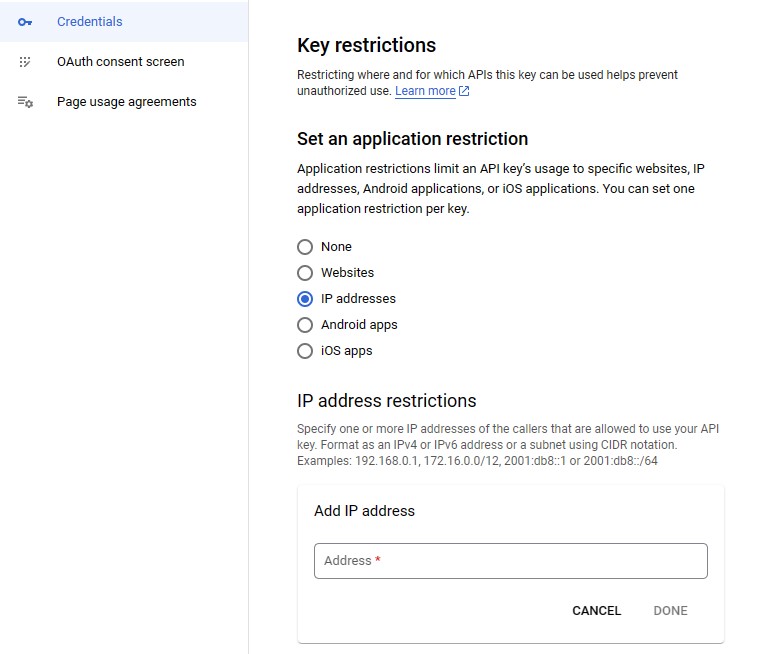 Credentials
OAuth consent screen
Page usage agreements
Key restrictions
Restricting where and for which APIs this key can be used helps prevent
unauthorized use. Learn more
Set an application restriction
Application restrictions limit an API key’s usage to specific websites, IP
addresses, Android applications, or iOS applications. You can set one
application restriction per key.
None
Websites
IP addresses
Android apps
iOS apps
IP address restrictions
Specify one or more IP addresses of the callers that are allowed to use your API
key. Format as an IPv4 or IPv6 address or a subnet using CIDR notation.
Examples: 192.168.0.1, 172.16.0.0/12, 2001:db8::1 or 2001:db8::/64
Add IP address
Address *
CANCEL DONE